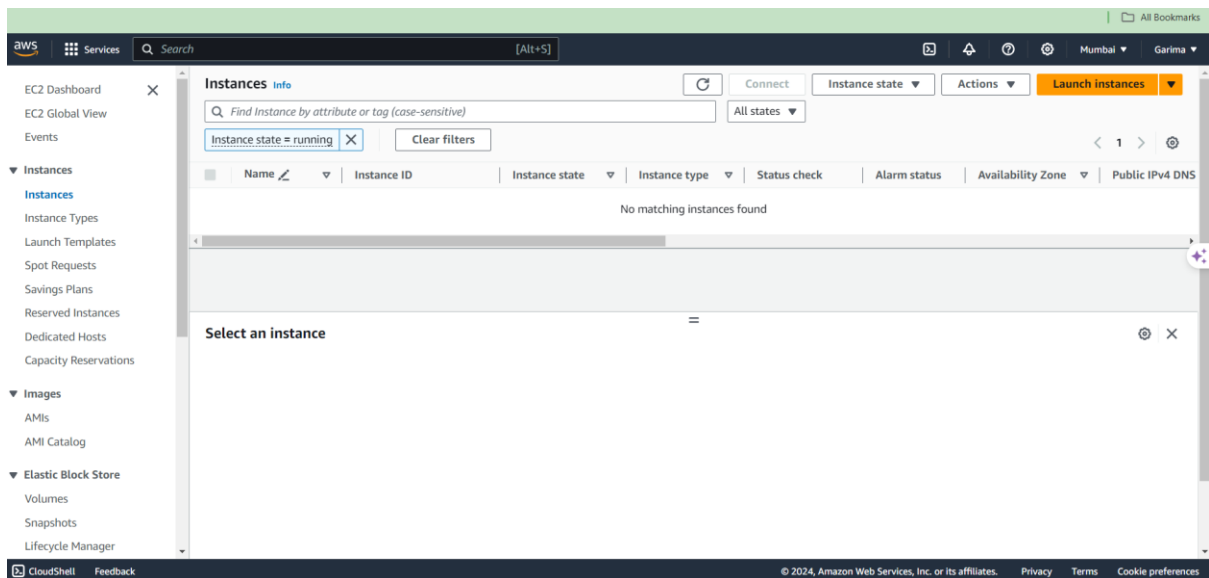 All Bookmarks
aws Services Search [Alt+S] Mumbai Garima
EC2 Dashboard
EC2 Global View
Events
Instances
Instances
Instance Types
Launch Templates
Spot Requests
Savings Plans
Reserved Instances
Dedicated Hosts
Capacity Reservations
Images
AMIs
AMI Catalog
Elastic Block Store
Volumes
Snapshots
Lifecycle Manager
Instances Info Connect Instance state Actions Launch instances
Find Instance by attribute or tag (case-sensitive) All states
Instance state = running Clear filters 1
Name Instance ID Instance state Instance type Status check Alarm status Availability Zone Public IPv4 DNS
No matching instances found
Select an instance
CloudShell Feedback © 2024, Amazon Web Services, Inc. or its affiliates. Privacy Terms Cookie preferences